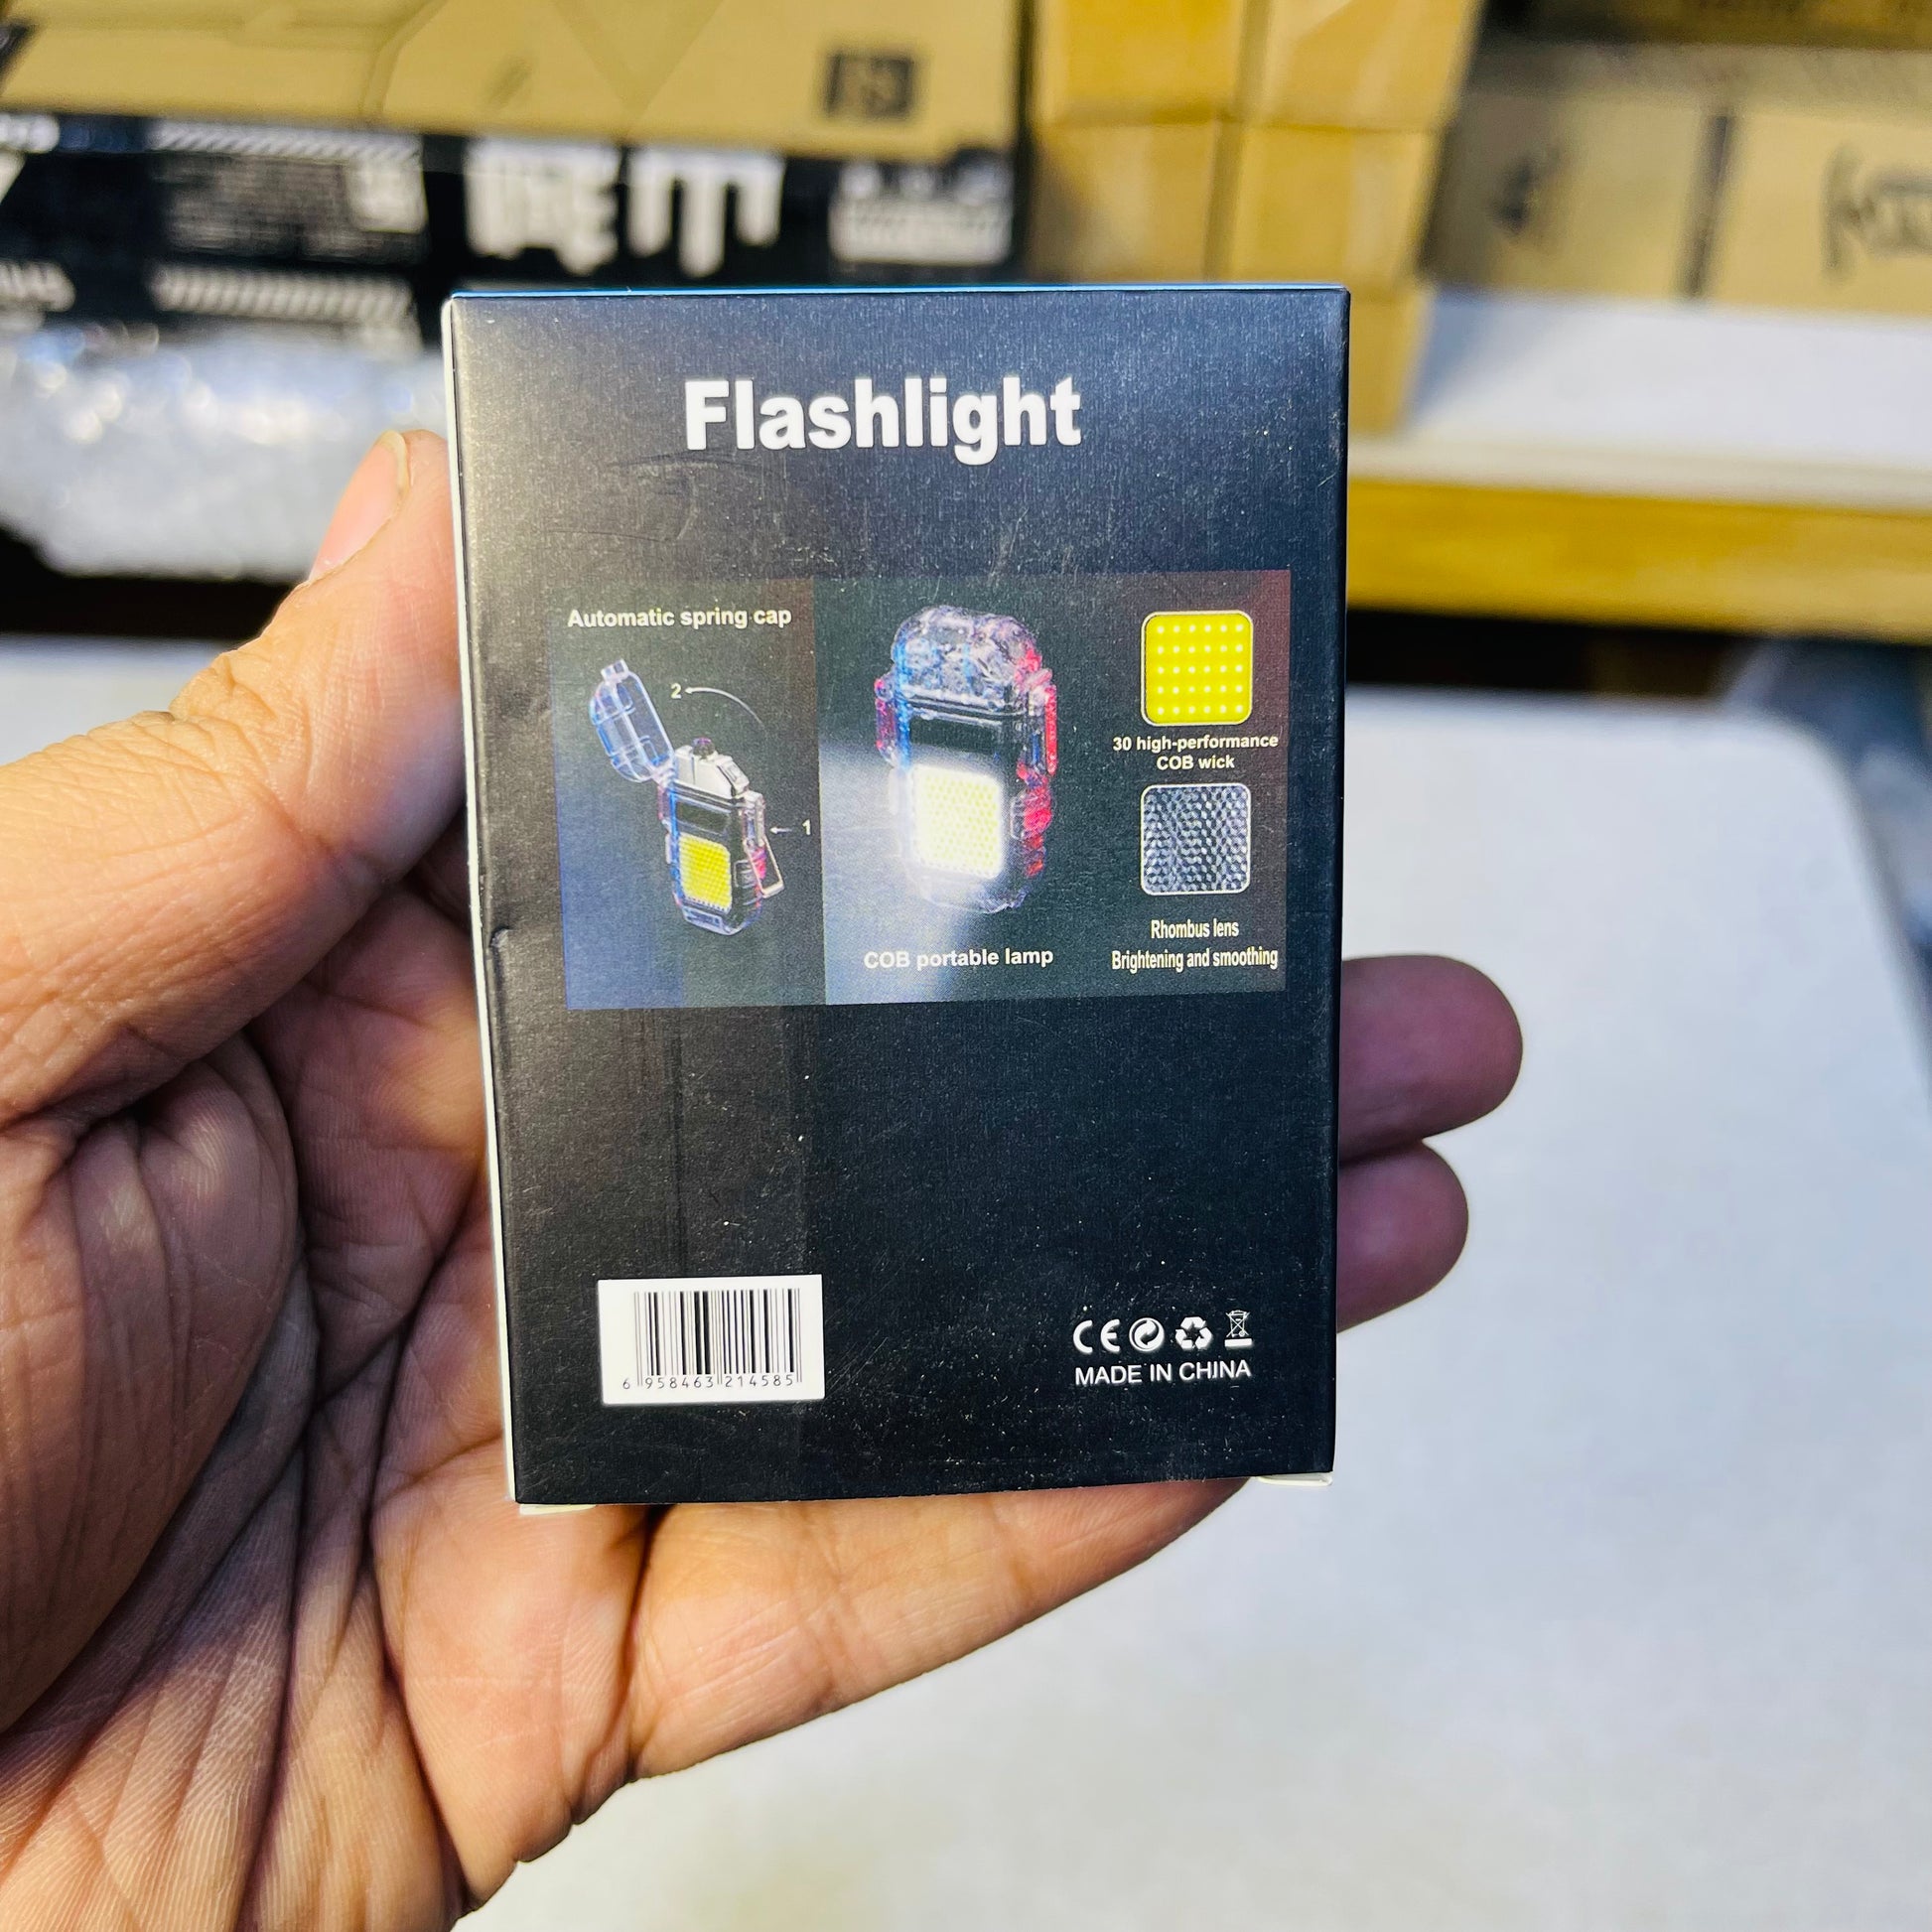 Flashlight
Automatic spring cap
2
1
COB portable lamp
30 high-performance
COB wick
Rhombus lens
Brightening and smoothing
6 958463 214585
CE
MADE IN CHINA